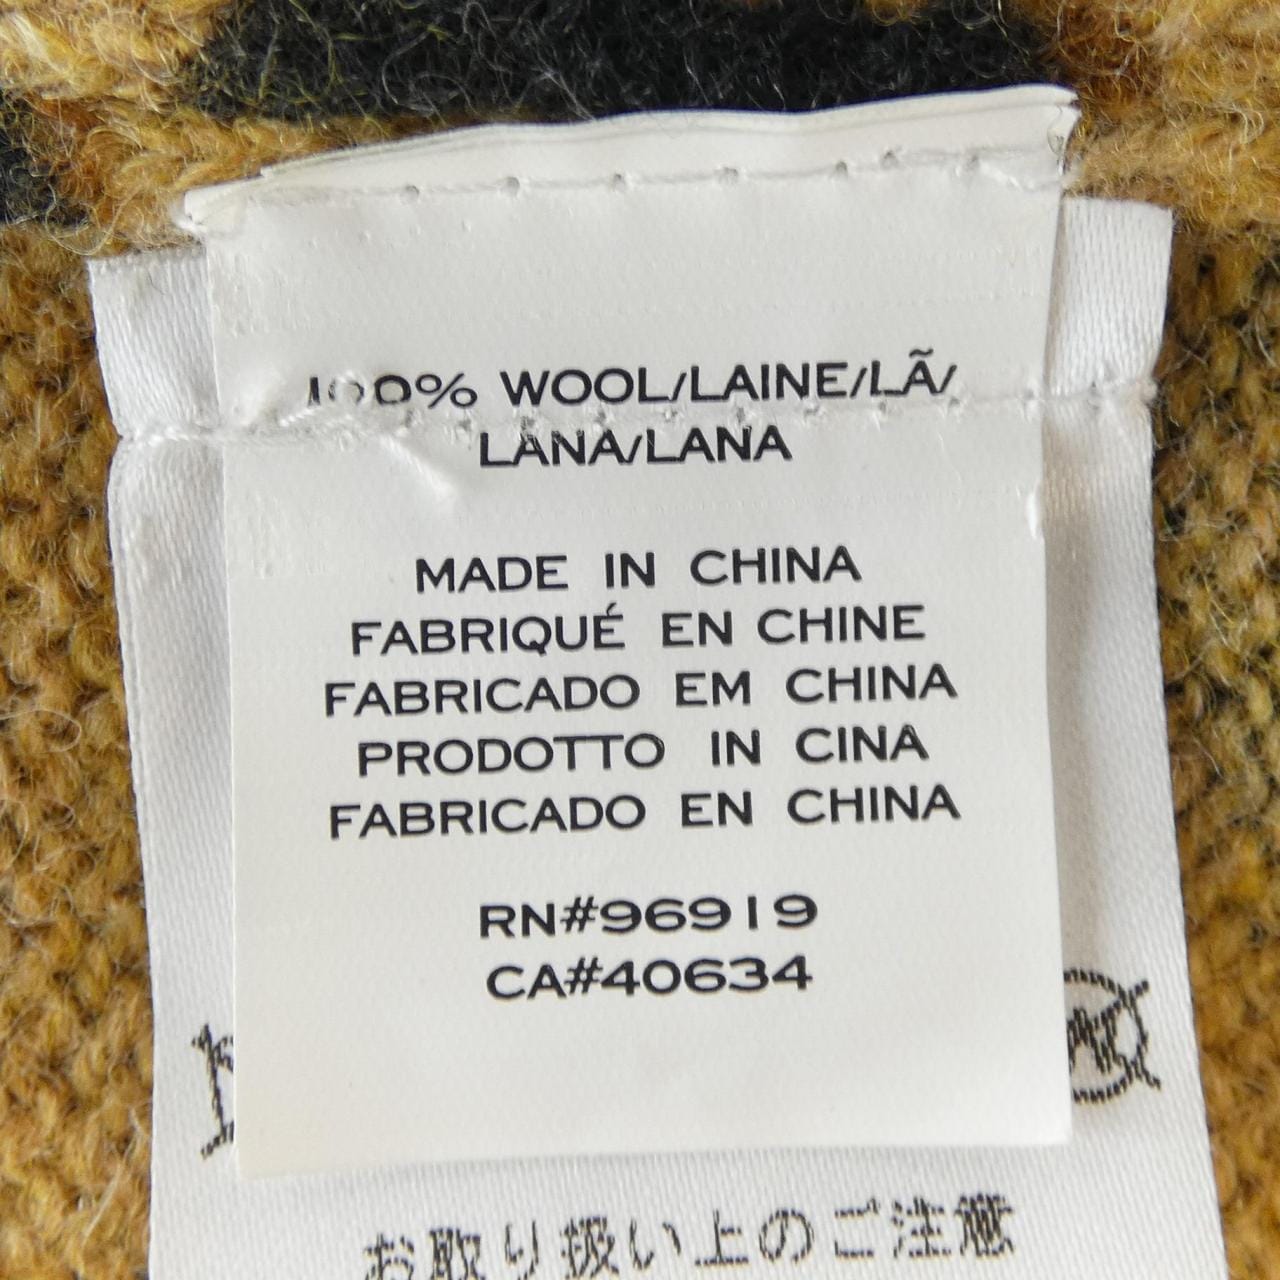 100% WOOL/LAINE/LÃ/
LANA/LANA
MADE IN CHINA
FABRIQUÉ EN CHINE
FABRICADO EM CHINA
PRODOTTO IN CINA
FABRICADO EN CHINA
RN#96919
CA#40634
お取り扱い上のご注意